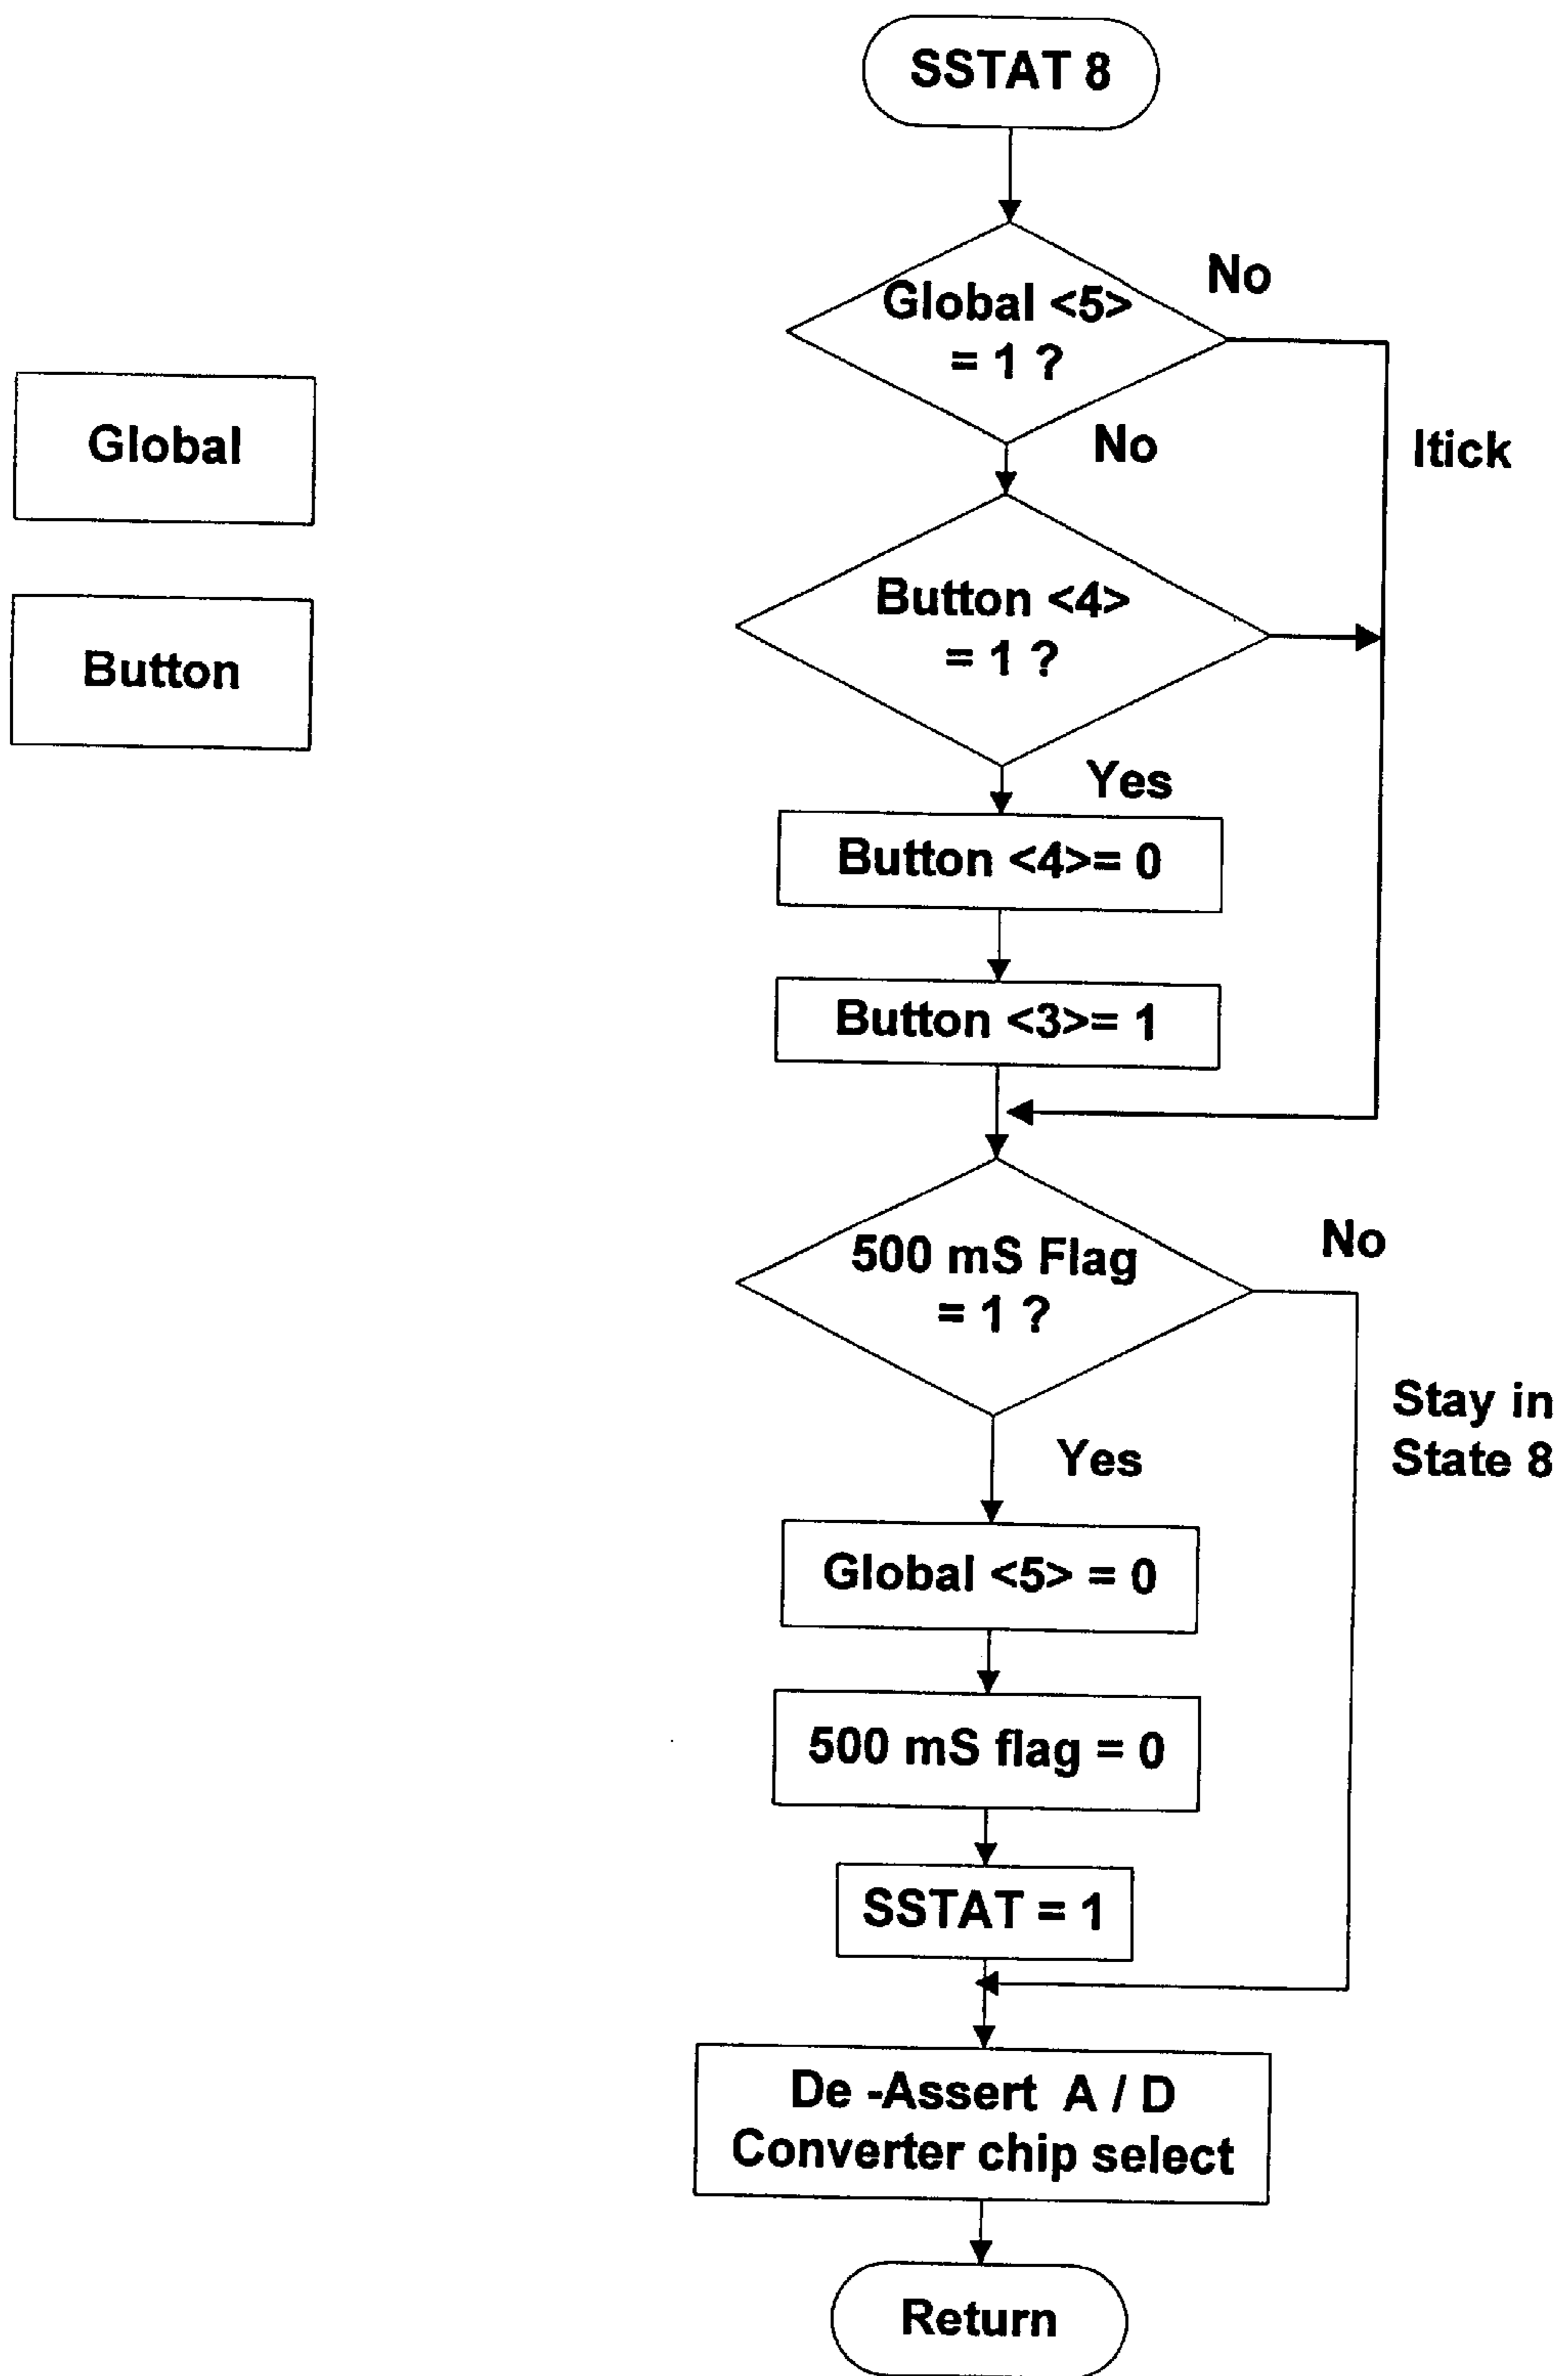 SSTAT 8
Global <5>
= 1 ?
No
No
Itick
Global
Button
Button <4>
= 1 ?
Yes
Button <4>= 0
Button <3>= 1
500 mS Flag
= 1 ?
No
Stay in
State 8
Yes
Global <5> = 0
500 mS flag = 0
SSTAT = 1
De -Assert A / D
Converter chip select
Return